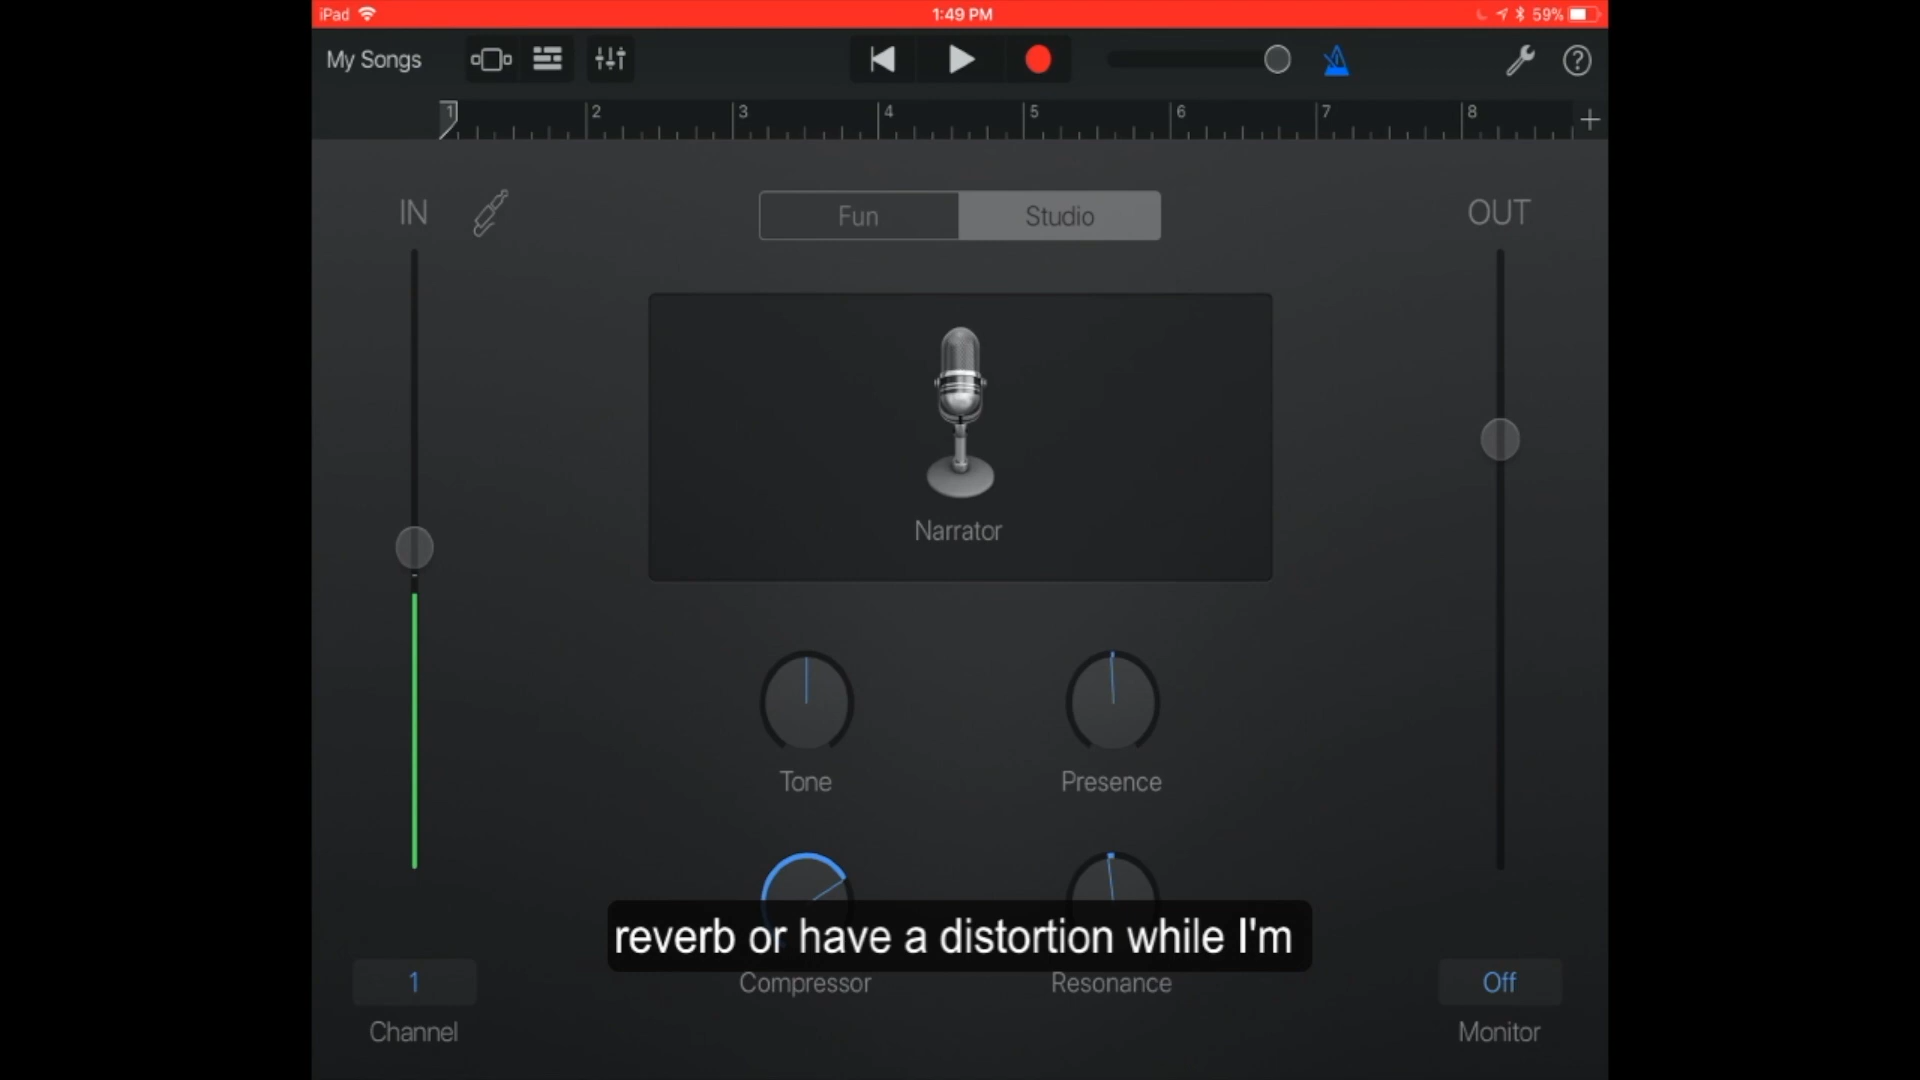 iPad 1:49 PM 59%
My Songs
1 2 3 4 5 6 7 8
IN Fun Studio OUT
Narrator
Tone Presence
reverb or have a distortion while I'm
Compressor Resonance
1 Off
Channel Monitor